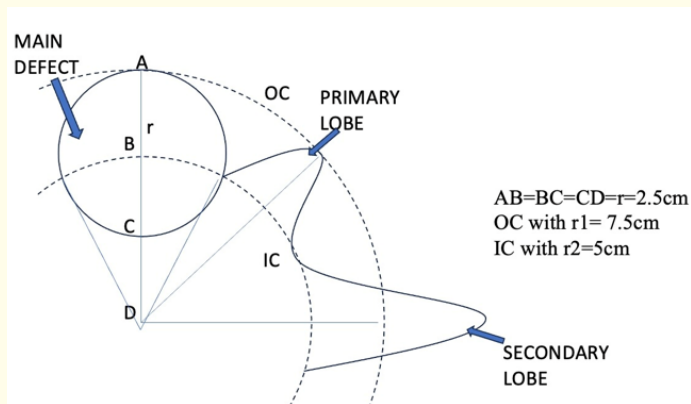 MAIN
DEFECT
A
OC
PRIMARY
LOBE
r
B
AB=BC=CD=r=2.5cm
OC with r1= 7.5cm
IC with r2=5cm
C
IC
D
SECONDARY
LOBE